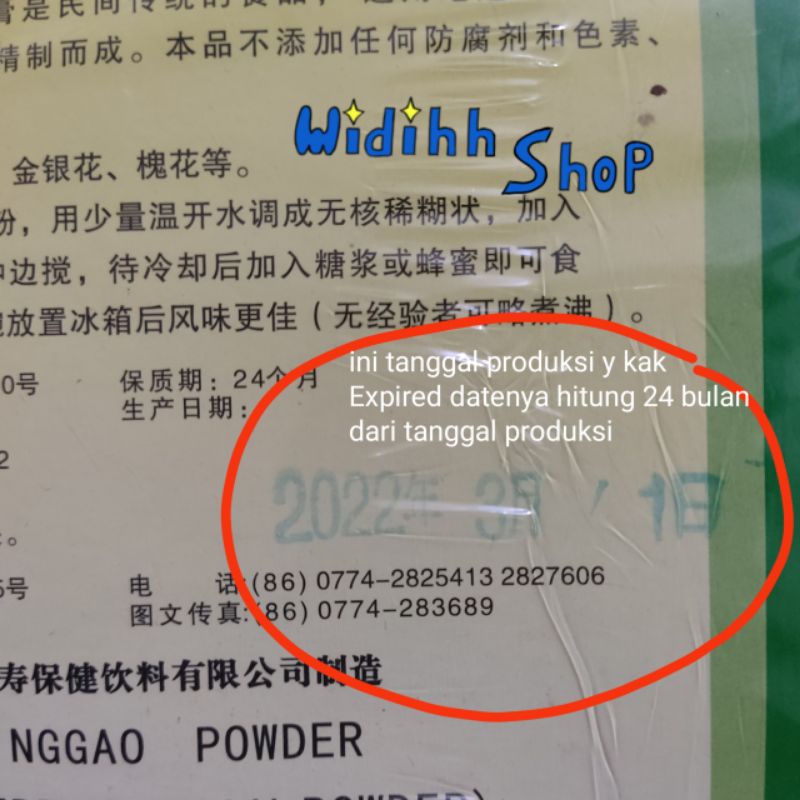 膏是民间传统的食品，
精制而成。本品不添加任何防腐剂和色素、
Widihh Shop
金银花、槐花等。
粉，用少量温开水调成无核稀糊状，加入
中边搅，待冷却后加入糖浆或蜂蜜即可食
放置冰箱后风味更佳（无经验者可略煮沸）。
ini tanggal produksi y kak
0号 保质期：24个月
Expired datenya hitung 24 bulan
生产日期：
dari tanggal produksi
2
2022年 3月 1日
5号 电 话:(86) 0774-2825413 2827606
图文传真:(86) 0774-283689
寿保健饮料有限公司制造
NGGAO POWDER
POWDER)